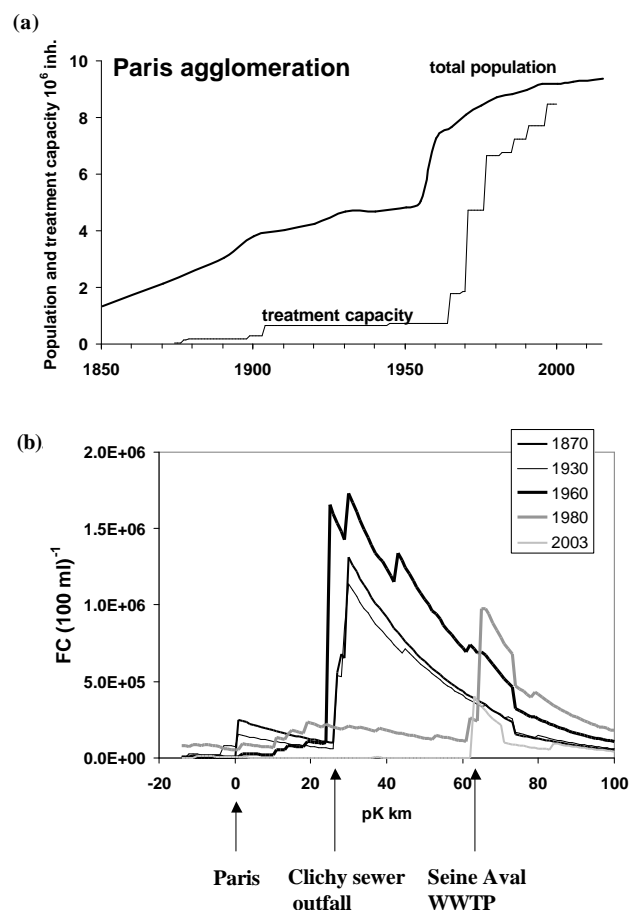 (a)
Paris agglomeration
total population
treatment capacity
Population and treatment capacity 10⁶ inh.
10
8
6
4
2
0
1850 1900 1950 2000
(b)
2.0E+06
1.5E+06
1.0E+06
5.0E+05
0.0E+00
FC (100 ml)⁻¹
1870
1930
1960
1980
2003
-20 0 20 40 60 80 100
pK km
Paris Clichy sewer Seine Aval
outfall WWTP